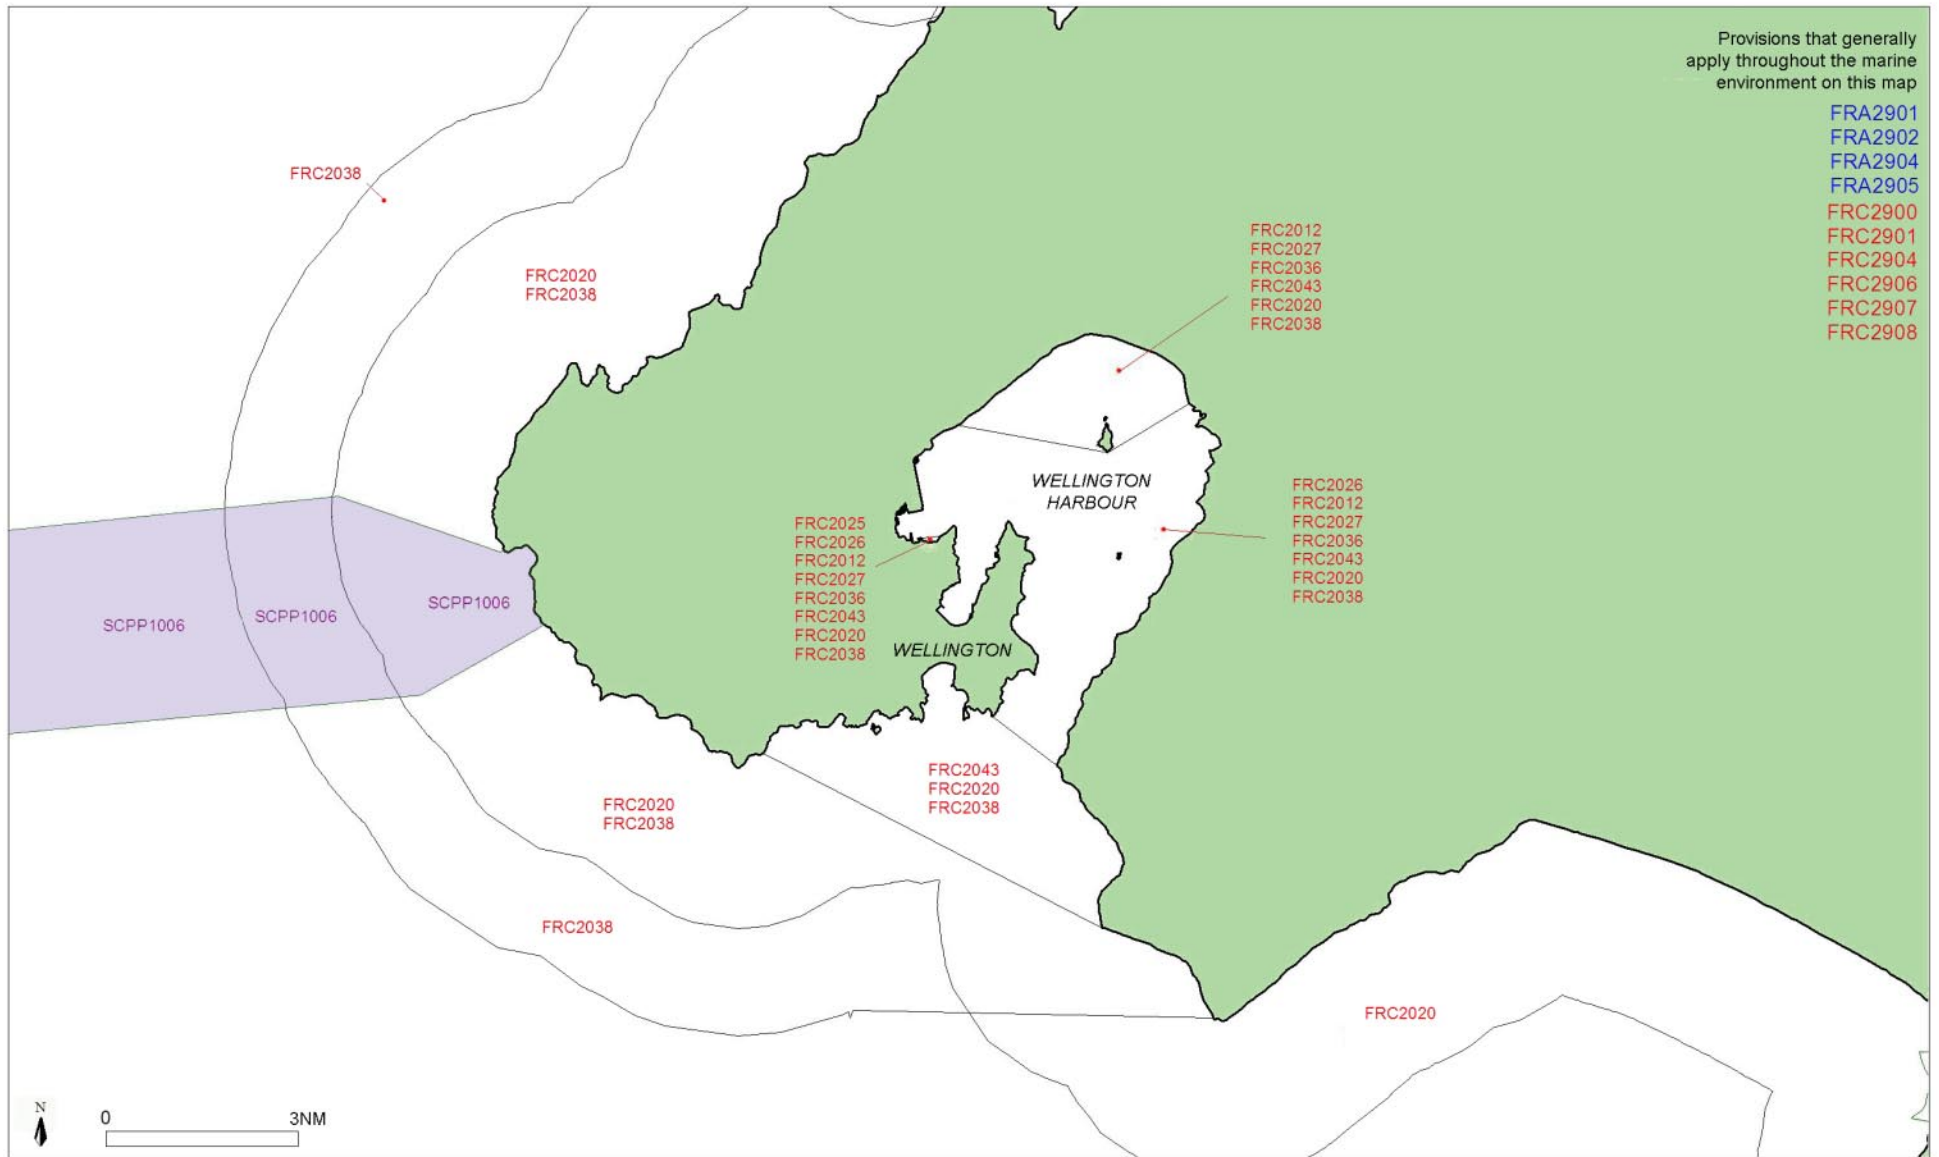 Provisions that generally
apply throughout the marine
environment on this map
FRA2901
FRA2902
FRA2904
FRA2905
FRC2900
FRC2901
FRC2904
FRC2906
FRC2907
FRC2908
FRC2038
FRC2020
FRC2038
FRC2012
FRC2027
FRC2036
FRC2043
FRC2020
FRC2038
WELLINGTON
HARBOUR
FRC2026
FRC2012
FRC2027
FRC2036
FRC2043
FRC2020
FRC2038
FRC2025
FRC2026
FRC2012
FRC2027
FRC2036
FRC2043
FRC2020
FRC2038
WELLINGTON
SCPP1006
SCPP1006
SCPP1006
FRC2043
FRC2020
FRC2038
FRC2020
FRC2038
FRC2038
FRC2020
N
0 3NM